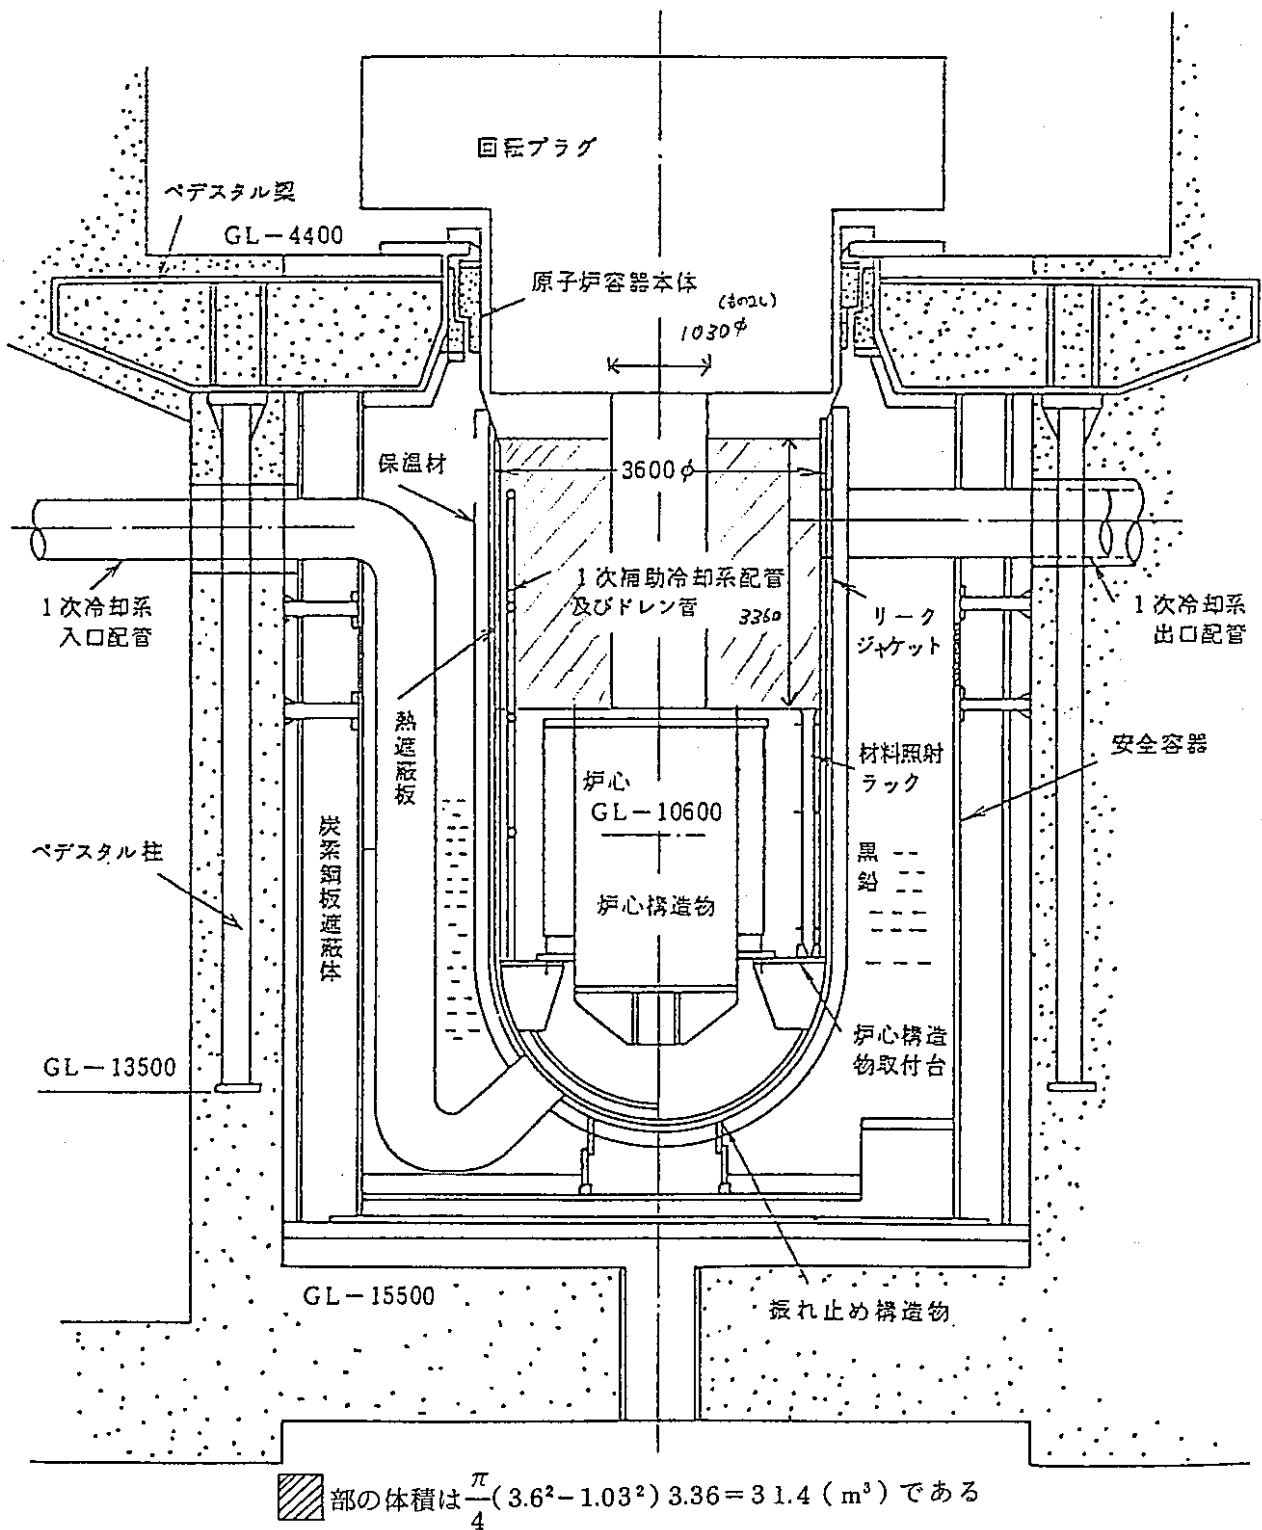 回転プラグ
ペデスタル梁
GL-4400
原子炉容器本体
1030φ
保温材
3600φ
1次補助冷却系配管
及びドレン管
3360
1次冷却系
入口配管
リーク
ジャケット
1次冷却系
出口配管
熱遮蔽板
材料照射
ラック
安全容器
炉心
GL-10600
炭素鋼板遮蔽体
ペデスタル柱
黒
鉛
炉心構造物
炉心構造
物取付台
GL-13500
GL-15500
振れ止め構造物
部の体積は π/4 (3.6²-1.03²) 3.36=31.4 (m³) である